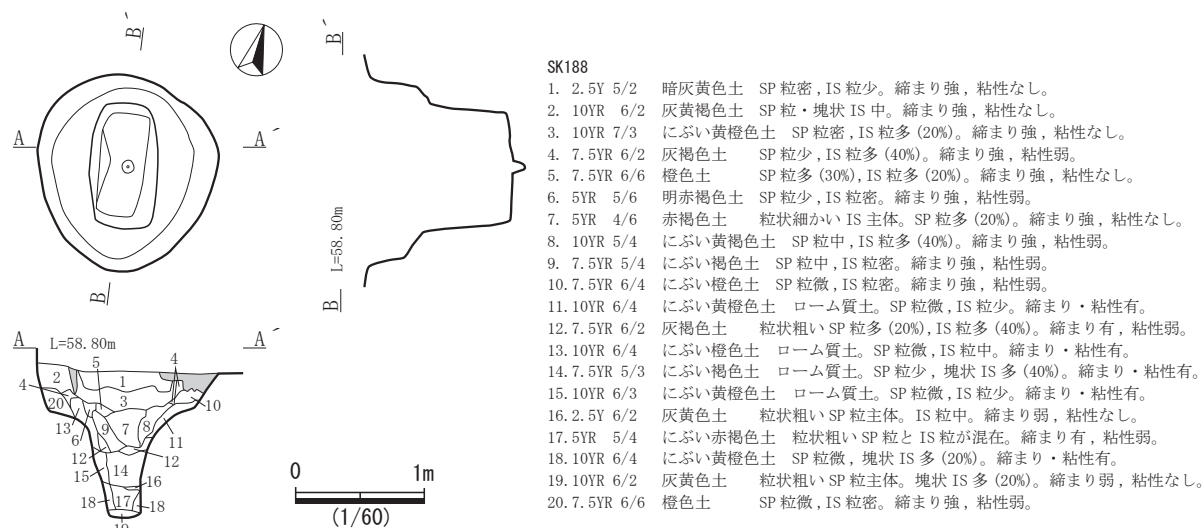 B´
B´
A
A´
B
B
L=58.80m
A
L=58.80m
A´
4
5
4
2
1
4
3
20
10
13
9
7
8
11
6
12
12
15
14
16
18
17
18
19
0
1m
(1/60)
SK188
1. 2.5Y 5/2 暗灰黄色土 SP 粒密,IS 粒少。締まり強,粘性なし。
2. 10YR 6/2 灰黄褐色土 SP 粒・塊状 IS 中。締まり強,粘性なし。
3. 10YR 7/3 にぶい黄橙色土 SP 粒密,IS 粒多(20%)。締まり強,粘性なし。
4. 7.5YR 6/2 灰褐色土 SP 粒少,IS 粒多(40%)。締まり強,粘性弱。
5. 7.5YR 6/6 橙色土 SP 粒多(30%),IS 粒多(20%)。締まり強,粘性なし。
6. 5YR 5/6 明赤褐色土 SP 粒少,IS 粒密。締まり強,粘性弱。
7. 5YR 4/6 赤褐色土 粒状細かい IS 主体。SP 粒多(20%)。締まり強,粘性なし。
8. 10YR 5/4 にぶい黄褐色土 SP 粒中,IS 粒多(40%)。締まり強,粘性弱。
9. 7.5YR 5/4 にぶい褐色土 SP 粒中,IS 粒密。締まり強,粘性弱。
10.7.5YR 6/4 にぶい橙色土 SP 粒微,IS 粒密。締まり強,粘性弱。
11.10YR 6/4 にぶい黄橙色土 ローム質土。SP 粒微,IS 粒少。締まり・粘性有。
12.7.5YR 6/2 灰褐色土 粒状粗い SP 粒多(20%),IS 粒多(40%)。締まり有,粘性弱。
13.10YR 6/4 にぶい橙色土 ローム質土。SP 粒微,IS 粒中。締まり・粘性有。
14.7.5YR 5/3 にぶい褐色土 ローム質土。SP 粒少,塊状 IS 多(40%)。締まり・粘性有。
15.10YR 6/3 にぶい黄橙色土 ローム質土。SP 粒微,IS 粒少。締まり・粘性有。
16.2.5Y 6/2 灰黄色土 粒状粗い SP 粒主体。IS 粒中。締まり弱,粘性なし。
17.5YR 5/4 にぶい赤褐色土 粒状粗い SP 粒と IS 粒が混在。締まり有,粘性弱。
18.10YR 6/4 にぶい黄橙色土 SP 粒微,塊状 IS 多(20%)。締まり・粘性有。
19.10YR 6/2 灰黄色土 粒状粗い SP 粒主体。塊状 IS 多(20%)。締まり弱,粘性なし。
20.7.5YR 6/6 橙色土 SP 粒微,IS 粒密。締まり強,粘性弱。